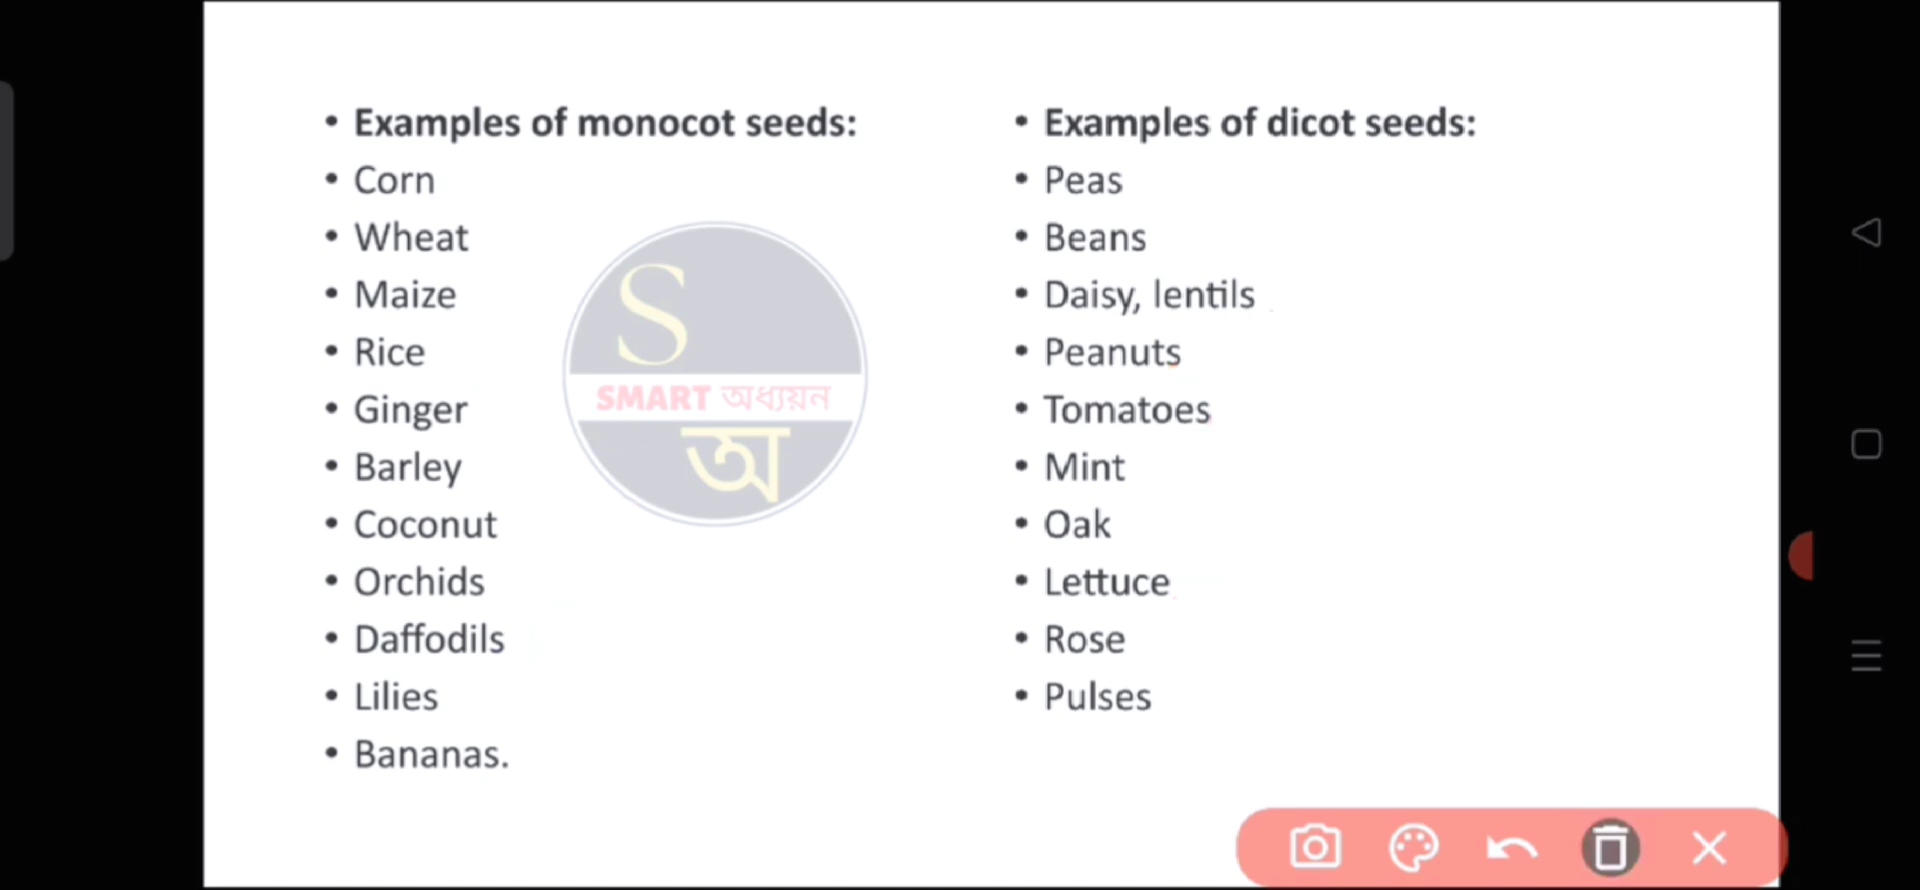 • Examples of monocot seeds:
• Corn
• Wheat
• Maize
• Rice
• Ginger
• Barley
• Coconut
• Orchids
• Daffodils
• Lilies
• Bananas.
S
SMART অধ্যয়ন
অ
• Examples of dicot seeds:
• Peas
• Beans
• Daisy, lentils
• Peanuts
• Tomatoes
• Mint
• Oak
• Lettuce
• Rose
• Pulses